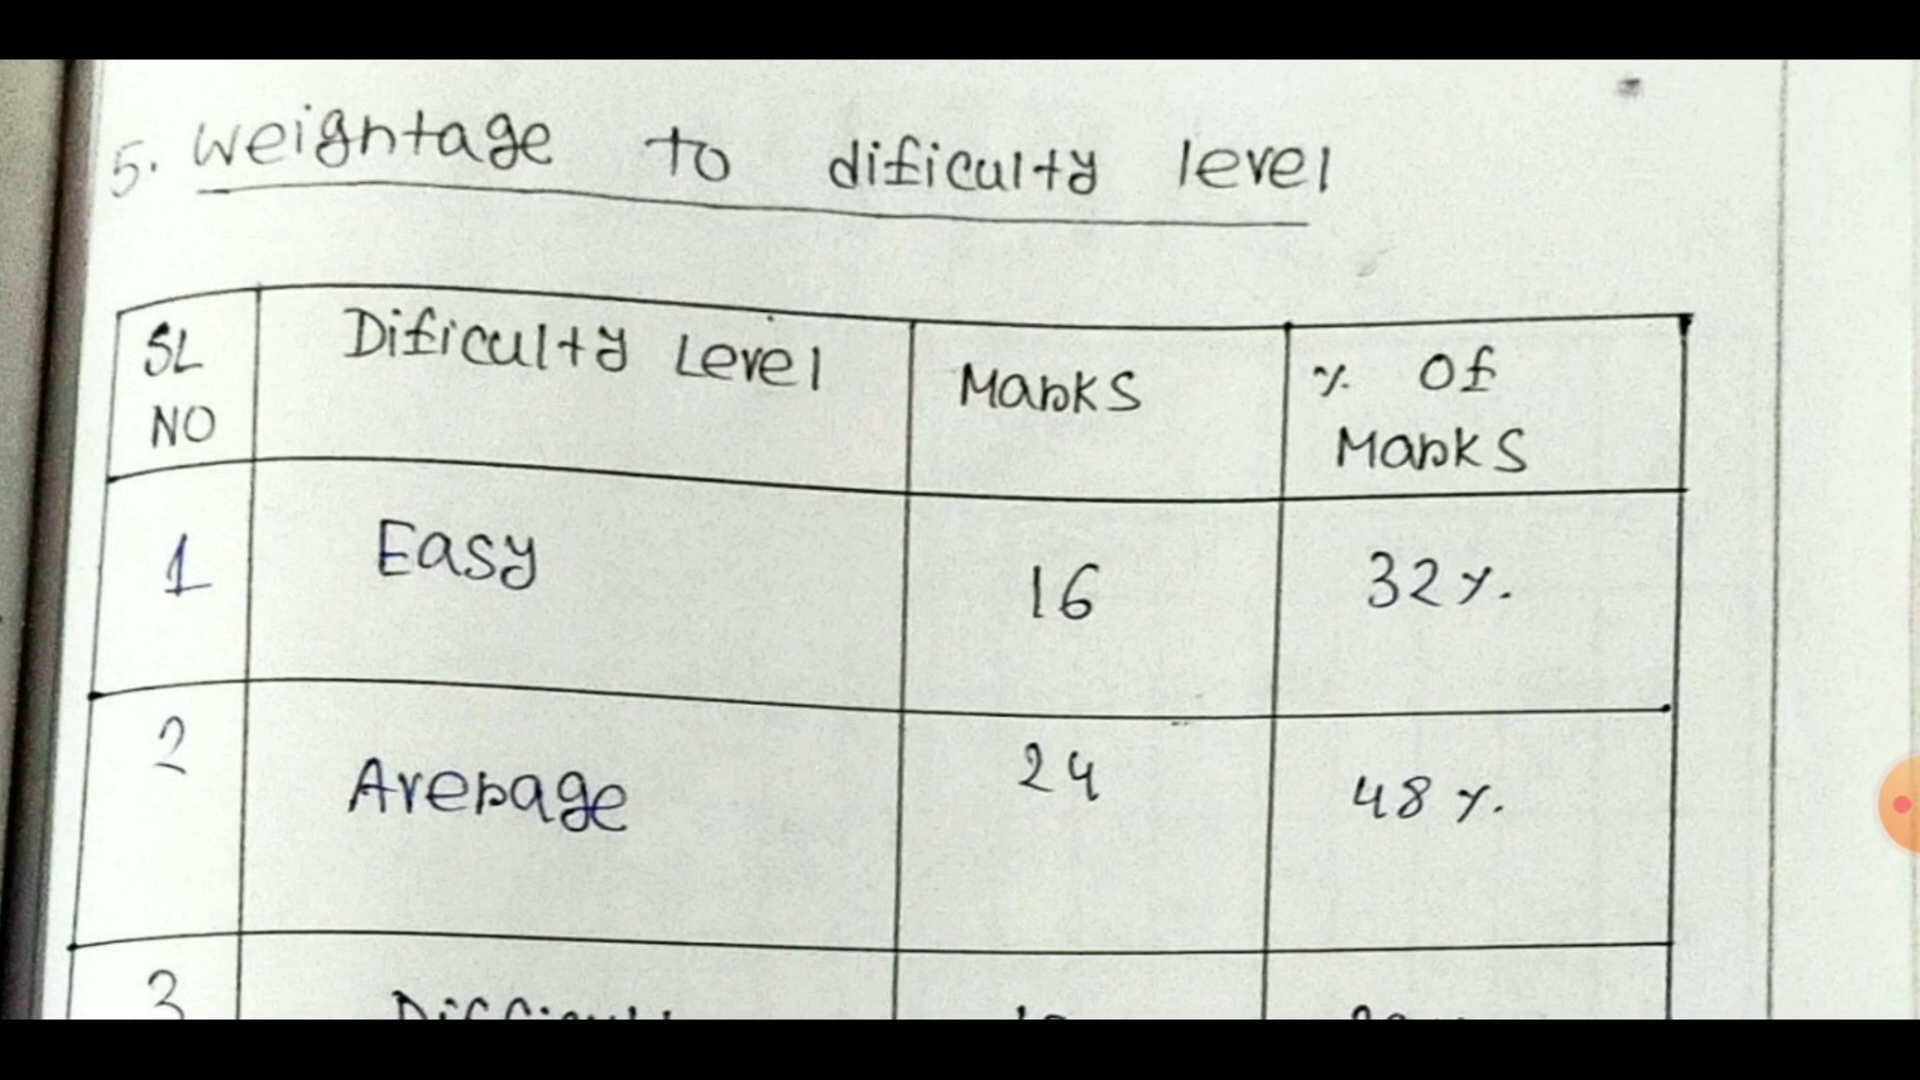 5. Weightage to dificulty level
SL NO Dificulty Level Marks % Of Marks
1 Easy 16 32%.
2 Average 24 48%.
3